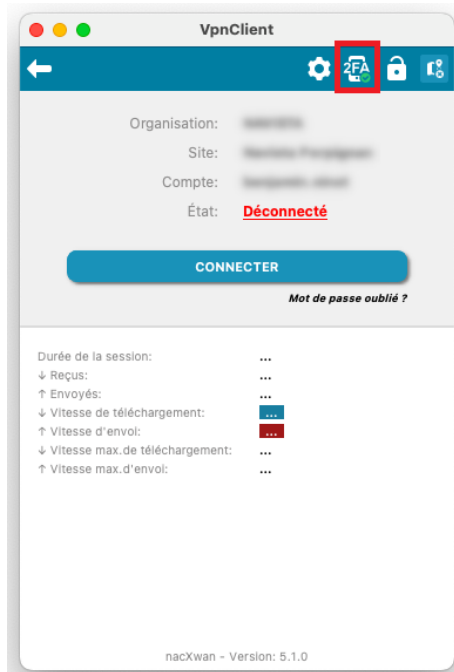 VpnClient
2FA
Organisation:
Site:
Compte:
État: Déconnecté
CONNECTER
Mot de passe oublié ?
Durée de la session: ...
↓ Reçus: ...
↑ Envoyés: ...
↓ Vitesse de téléchargement: ...
↑ Vitesse d'envoi: ...
↓ Vitesse max.de téléchargement: ...
↑ Vitesse max.d'envoi: ...
nacXwan - Version: 5.1.0